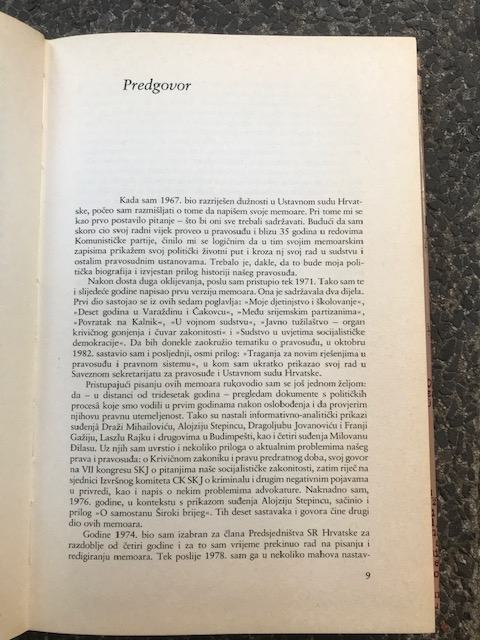 Predgovor
Kada sam 1967. bio razriješen dužnosti u Ustavnom sudu Hrvat-
ske, počeo sam razmišljati o tome da napišem svoje memoare. Pri tome mi se
kao prvo postavilo pitanje – što bi oni sve trebali sadržavati. Budući da sam
skoro cio svoj radni vijek proveo u pravosuđu i blizu 35 godina u redovima
Komunističke partije, činilo mi se logičnim da u tim svojim memoarskim
zapisima prikažem svoj politički životni put i kroza nj svoj rad u sudstvu i
ostalim pravosudnim ustanovama. Trebalo je, dakle, da to bude moja poli-
tička biografija i izvjestan prilog historiji našeg pravosuđa.
Nakon dosta duga oklijevanja, poslu sam pristupio tek 1971. Tako sam te
i slijedeće godine napisao prvu verziju memoara. Ona je sadržavala dva dijela.
Prvi dio sastojao se iz ovih sedam poglavlja: »Moje djetinjstvo i školovanje«,
»Deset godina u Varaždinu i Čakovcu«, »Među srijemskim partizanima«,
»Povratak na Kalnik«, »U vojnom sudstvu«, »Javno tužilaštvo – organ
krivičnog gonjenja i čuvar zakonitosti« i »Sudstvo u uvjetima socijalističke
demokracije«. Da bih donekle zaokružio tematiku o pravosuđu, u oktobru
1982. sastavio sam i posljednji, osmi prilog: »Traganja za novim rješenjima u
pravosuđu i pravnom sistemu«, u kom sam ukratko prikazao svoj rad u
Saveznom sekretarijatu za pravosuđe i Ustavnom sudu Hrvatske.
Pristupajući pisanju ovih memoara rukovodio sam se još jednom željom:
da – u distanci od tridesetak godina – pregledam dokumente s političkih
procesâ koje smo vodili u prvim godinama nakon oslobođenja i da provjerim
njihovu pravnu utemeljenost. Tako su nastali informativno-analitički prikazi
suđenja Draži Mihailoviću, Alojziju Stepincu, Dragoljubu Jovanoviću i Franji
Gažiju, Laszlu Rajku i drugovima u Budimpešti, kao i četiri suđenja Milovanu
Đilasu. Uz njih sam uvrstio i nekoliko priloga o aktualnim problemima našeg
prava i pravosuđa: o Krivičnom zakoniku i pravu predratnog doba, svoj govor
na VII kongresu SKJ o pitanjima naše socijalističke zakonitosti, zatim riječ na
sjednici Izvršnog komiteta CK SKJ o kriminalu i drugim negativnim pojavama
u privredi, kao i napis o nekim problemima advokature. Naknadno sam,
1976. godine, u kontekstu s prikazom suđenja Alojziju Stepincu, sačinio i
prilog »O samostanu Široki brijeg«. Tih deset sastavaka i govora čine drugi
dio ovih memoara.
Godine 1974. bio sam izabran za člana Predsjedništva SR Hrvatske za
razdoblje od četiri godine i za to sam vrijeme prekinuo rad na pisanju i
redigiranju memoara. Tek poslije 1978. sam ga u nekoliko mahova nastav-
9